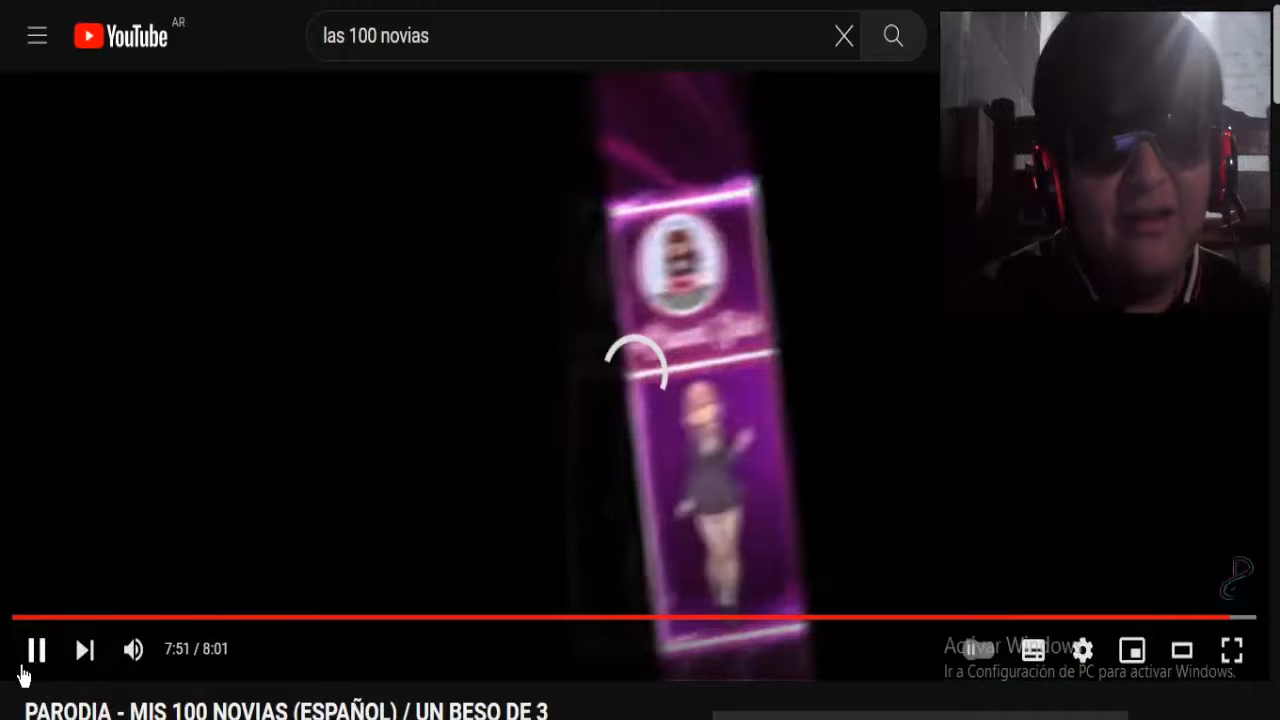 YouTube AR
las 100 novias
7:51 / 8:01
Activar Windows
Ir a Configuración de PC para activar Windows.
PARODIA - MIS 100 NOVIAS (ESPAÑOL) / UN BESO DE 3